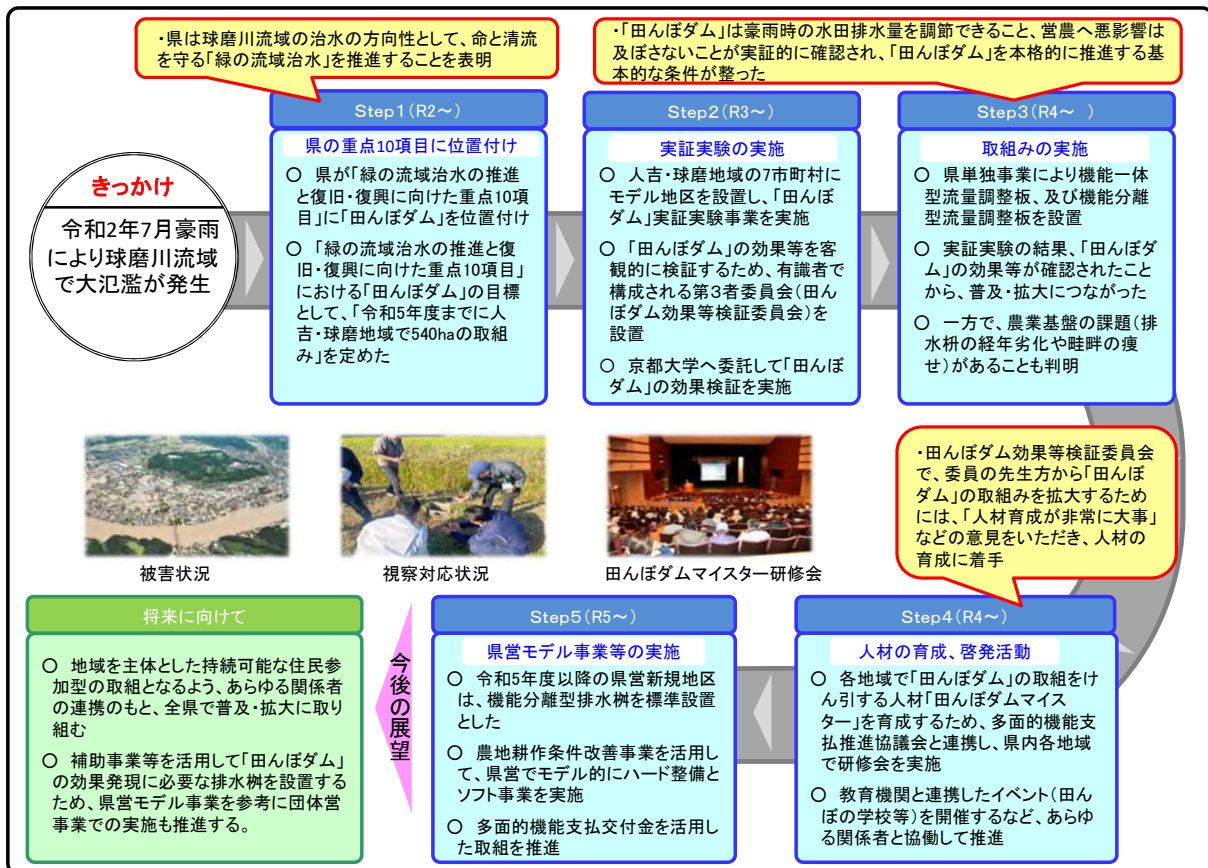 ・県は球磨川流域の治水の方向性として、命と清流
を守る「緑の流域治水」を推進することを表明
・「田んぼダム」は豪雨時の水田排水量を調節できること、営農へ悪影響は
及ぼさないことが実証的に確認され、「田んぼダム」を本格的に推進する基
本的な条件が整った
きっかけ
令和2年7月豪雨
により球磨川流域
で大氾濫が発生
Step1(R2～)
県の重点10項目に位置付け
○ 県が「緑の流域治水の推進
と復旧・復興に向けた重点10項
目」に「田んぼダム」を位置付け
○ 「緑の流域治水の推進と復
旧・復興に向けた重点10項目」
における「田んぼダム」の目標
として、「令和5年度までに人
吉・球磨地域で540haの取組
み」を定めた
Step2(R3～)
実証実験の実施
○ 人吉・球磨地域の7市町村に
モデル地区を設置し、「田んぼ
ダム」実証実験事業を実施
○ 「田んぼダム」の効果等を客
観的に検証するため、有識者で
構成される第3者委員会(田ん
ぼダム効果等検証委員会)を
設置
○ 京都大学へ委託して「田んぼ
ダム」の効果検証を実施
Step3(R4～ )
取組みの実施
○ 県単独事業により機能一体
型流量調整板、及び機能分離
型流量調整板を設置
○ 実証実験の結果、「田んぼダ
ム」の効果等が確認されたこと
から、普及・拡大につながった
○ 一方で、農業基盤の課題(排
水枡の経年劣化や畦畔の痩
せ)があることも判明
・田んぼダム効果等検証委員会
で、委員の先生方から「田んぼ
ダム」の取組みを拡大するため
には、「人材育成が非常に大事」
などの意見をいただき、人材の
育成に着手
被害状況
視察対応状況
田んぼダムマイスター研修会
Step4(R4～)
人材の育成、啓発活動
○ 各地域で「田んぼダム」の取組をけ
ん引する人材「田んぼダムマイス
ター」を育成するため、多面的機能支
払推進協議会と連携し、県内各地域
で研修会を実施
○ 教育機関と連携したイベント(田ん
ぼの学校等)を開催するなど、あらゆ
る関係者と協働して推進
Step5(R5～)
県営モデル事業等の実施
○ 令和5年度以降の県営新規地区
は、機能分離型排水桝を標準設置
とした
○ 農地耕作条件改善事業を活用し
て、県営でモデル的にハード整備と
ソフト事業を実施
○ 多面的機能支払交付金を活用し
た取組を推進
今後の展望
将来に向けて
○ 地域を主体とした持続可能な住民参
加型の取組となるよう、あらゆる関係者
の連携のもと、全県で普及・拡大に取り
組む
○ 補助事業等を活用して「田んぼダム」
の効果発現に必要な排水桝を設置する
ため、県営モデル事業を参考に団体営
事業での実施も推進する。